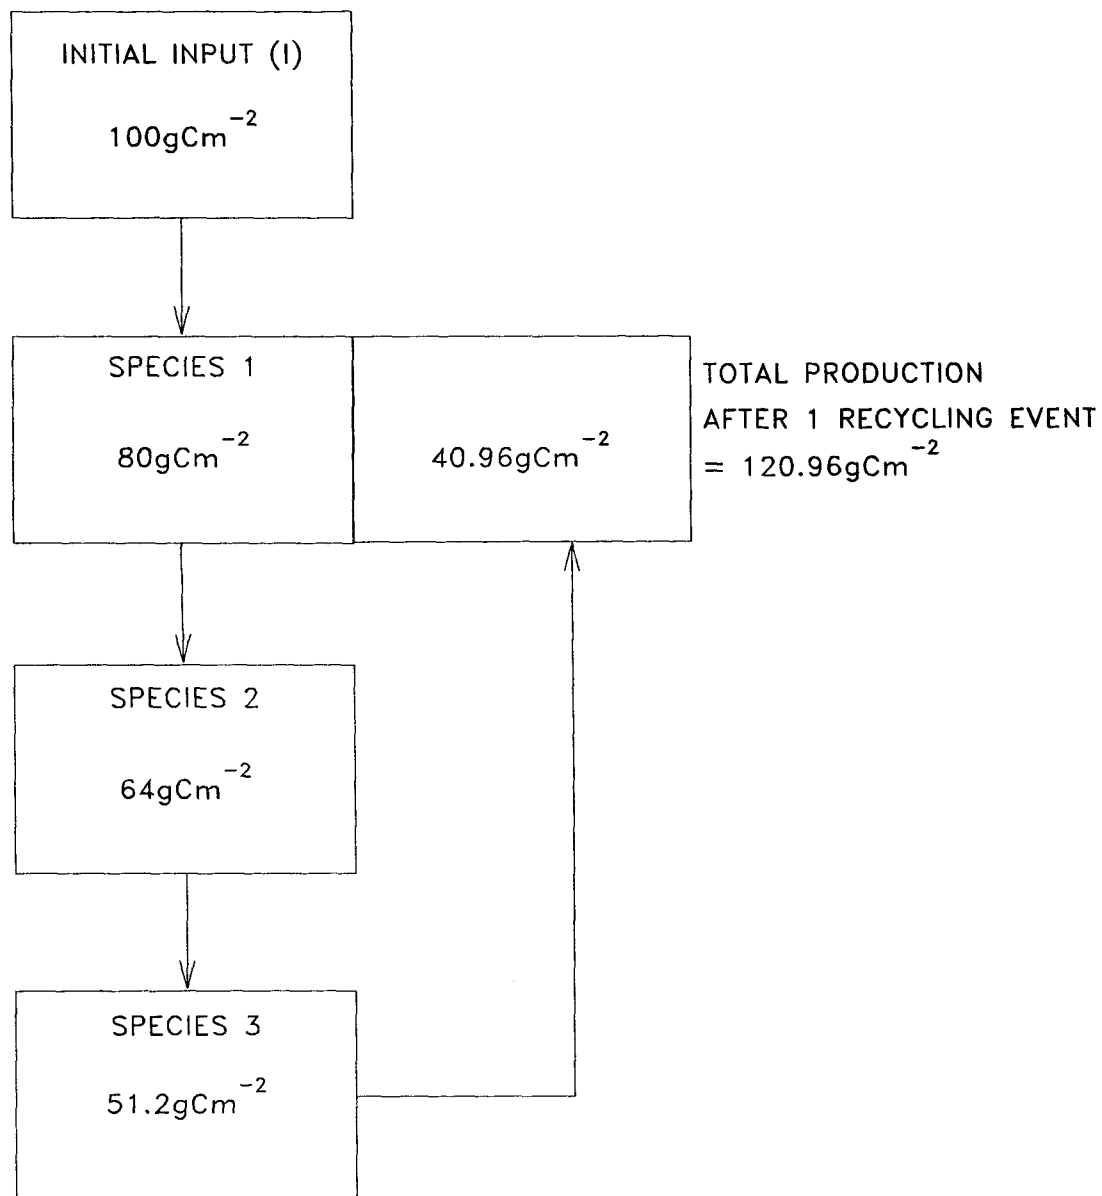 INITIAL INPUT (I)
100gCm⁻²
SPECIES 1
80gCm⁻²
40.96gCm⁻²
TOTAL PRODUCTION
AFTER 1 RECYCLING EVENT
= 120.96gCm⁻²
SPECIES 2
64gCm⁻²
SPECIES 3
51.2gCm⁻²